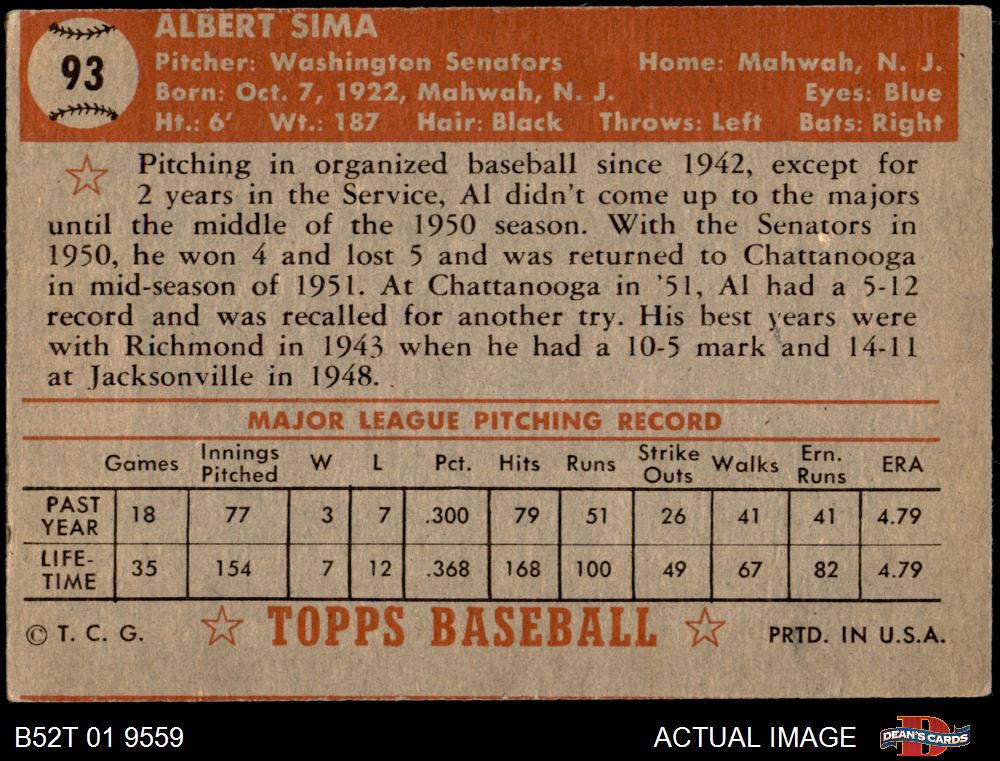 93
ALBERT SIMA
Pitcher: Washington Senators Home: Mahwah, N. J.
Born: Oct. 7, 1922, Mahwah, N. J. Eyes: Blue
Ht.: 6' Wt.: 187 Hair: Black Throws: Left Bats: Right
Pitching in organized baseball since 1942, except for
2 years in the Service, Al didn't come up to the majors
until the middle of the 1950 season. With the Senators in
1950, he won 4 and lost 5 and was returned to Chattanooga
in mid-season of 1951. At Chattanooga in '51, Al had a 5-12
record and was recalled for another try. His best years were
with Richmond in 1943 when he had a 10-5 mark and 14-11
at Jacksonville in 1948.
MAJOR LEAGUE PITCHING RECORD
Games Innings Pitched W L Pct. Hits Runs Strike Outs Walks Ern. Runs ERA
PAST YEAR 18 77 3 7 .300 79 51 26 41 41 4.79
LIFE-TIME 35 154 7 12 .368 168 100 49 67 82 4.79
© T. C. G. TOPPS BASEBALL PRTD. IN U.S.A.
B52T 01 9559 ACTUAL IMAGE DEAN'S CARDS